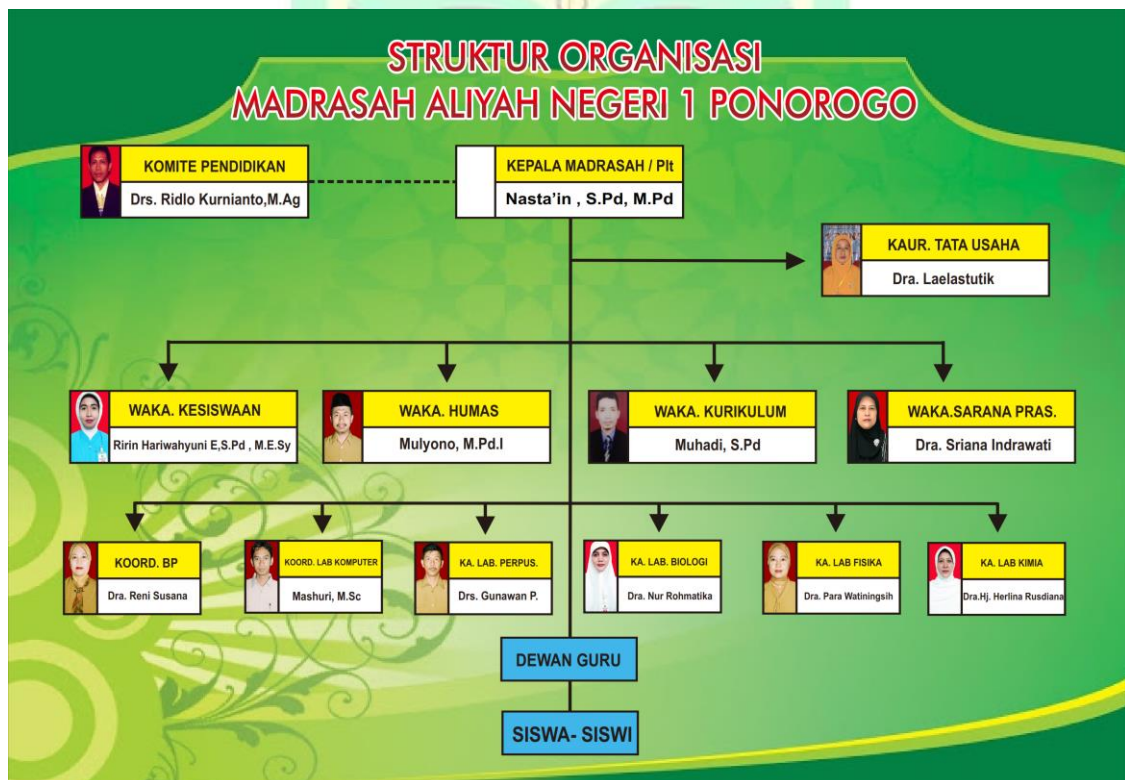 STRUKTUR ORGANISASI
MADRASAH ALIYAH NEGERI 1 PONOROGO
KOMITE PENDIDIKAN
Drs. Ridlo Kurnianto,M.Ag
KEPALA MADRASAH / Plt
Nasta'in , S.Pd, M.Pd
KAUR. TATA USAHA
Dra. Laelastutik
WAKA. KESISWAAN
Ririn Hariwahyuni E,S.Pd , M.E.Sy
WAKA. HUMAS
Mulyono, M.Pd.I
WAKA. KURIKULUM
Muhadi, S.Pd
WAKA.SARANA PRAS.
Dra. Sriana Indrawati
KOORD. BP
Dra. Reni Susana
KOORD. LAB KOMPUTER
Mashuri, M.Sc
KA. LAB. PERPUS.
Drs. Gunawan P.
KA. LAB. BIOLOGI
Dra. Nur Rohmatika
KA. LAB FISIKA
Dra. Para Watiningsih
KA. LAB KIMIA
Dra.Hj. Herlina Rusdiana
DEWAN GURU
SISWA- SISWI